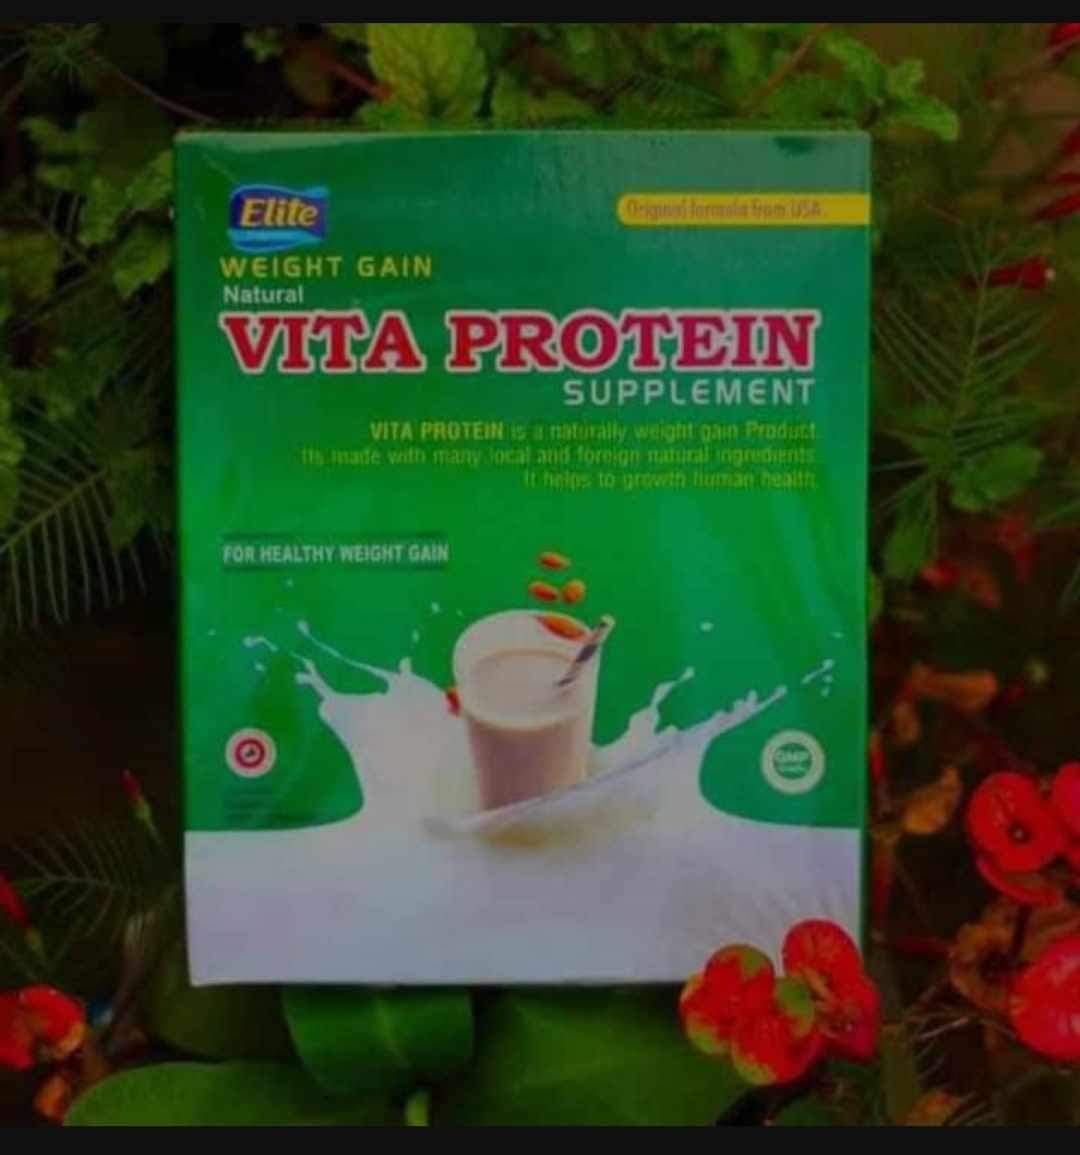 Elite
Original formula from USA.
WEIGHT GAIN
Natural
VITA PROTEIN
SUPPLEMENT
VITA PROTEIN is a naturally weight gain Product.
Its made with many local and foreign natural ingredients.
It helps to growth human health.
FOR HEALTHY WEIGHT GAIN
GMP